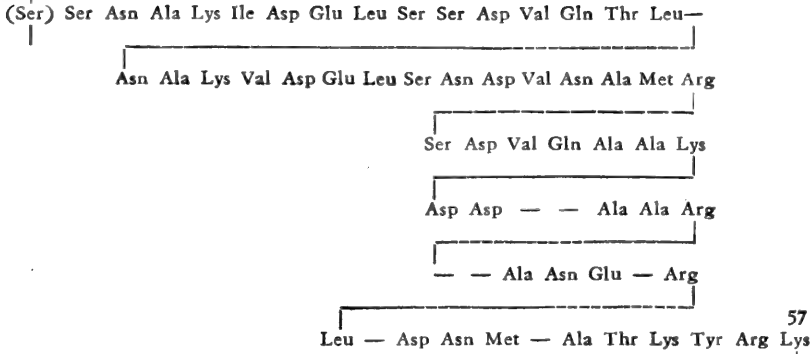 (Ser) Ser Asn Ala Lys Ile Asp Glu Leu Ser Ser Asp Val Gln Thr Leu—
Asn Ala Lys Val Asp Glu Leu Ser Asn Asp Val Asn Ala Met Arg
Ser Asp Val Gln Ala Ala Lys
Asp Asp — — Ala Ala Arg
— — Ala Asn Glu — Arg
57
Leu — Asp Asn Met — Ala Thr Lys Tyr Arg Lys